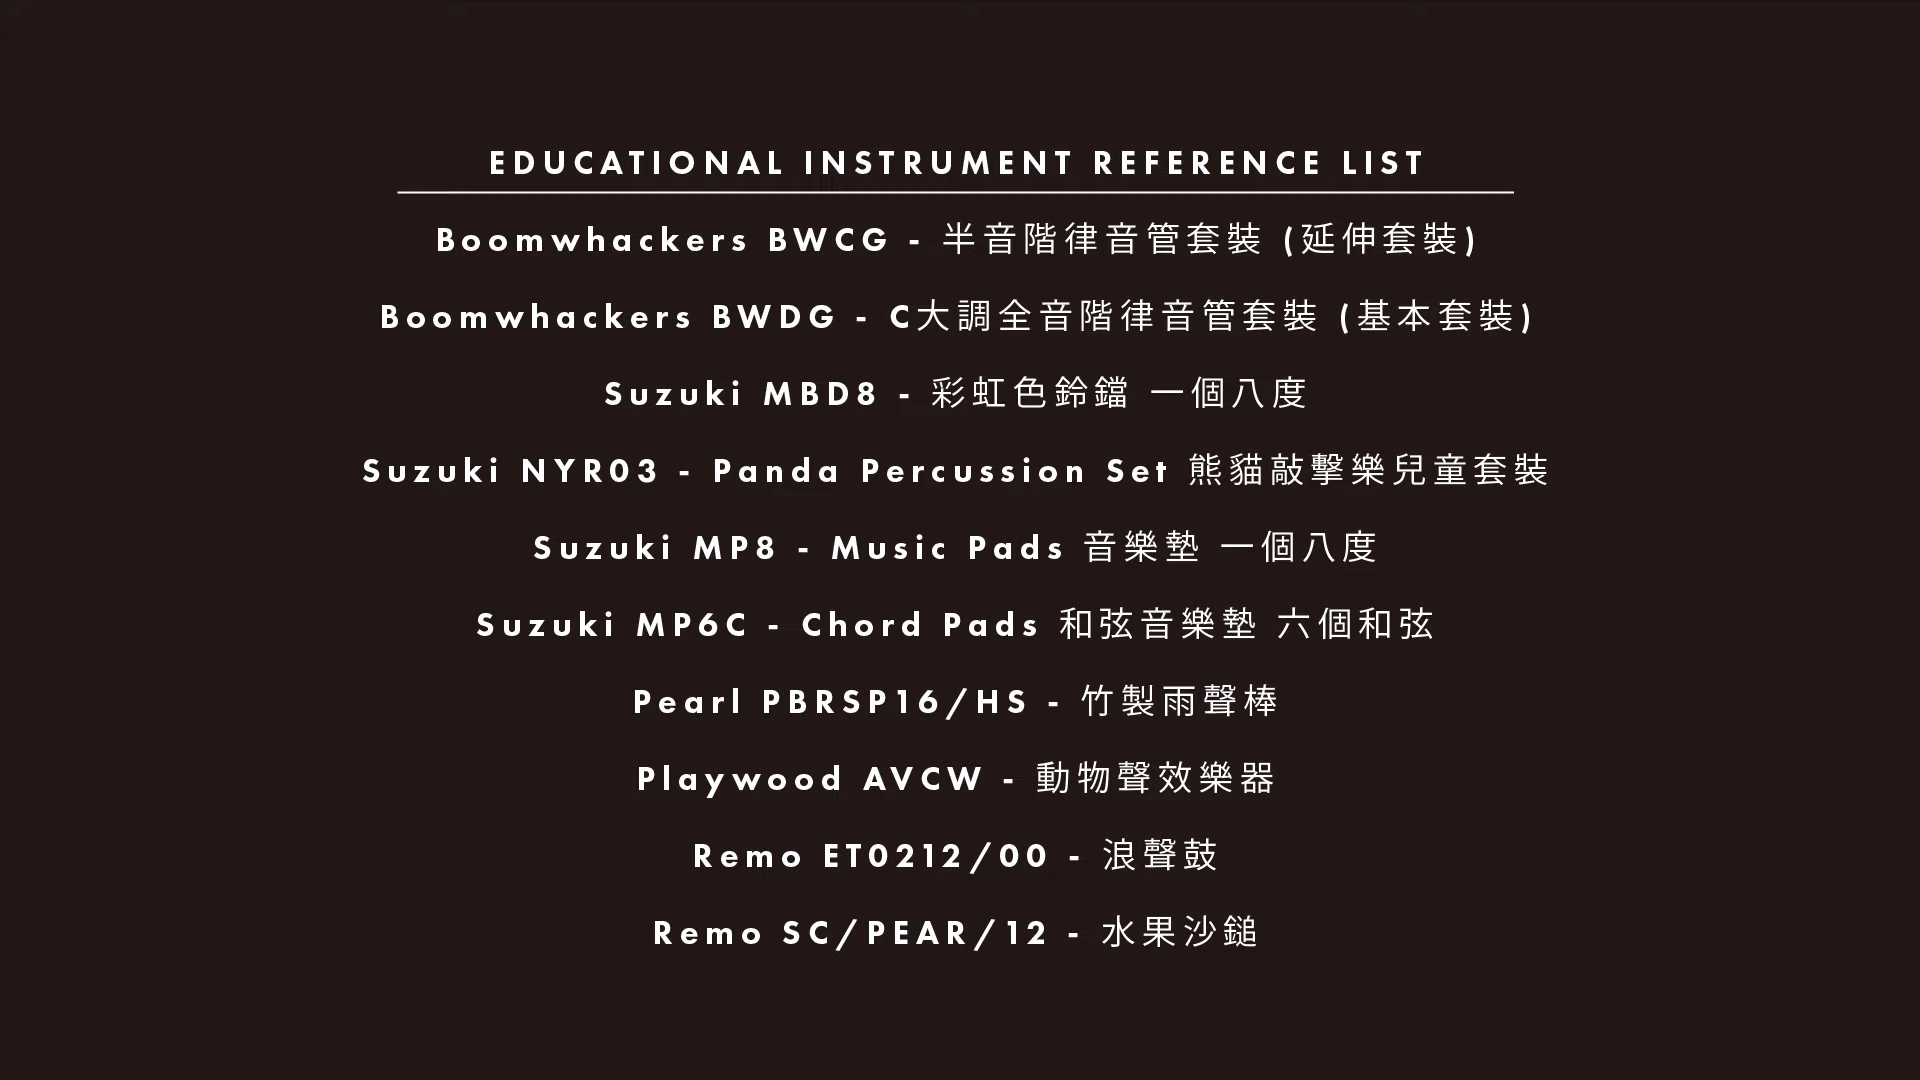 EDUCATIONAL INSTRUMENT REFERENCE LIST
Boomwhackers BWCG - 半音階律音管套裝 (延伸套裝)
Boomwhackers BWDG - C大調全音階律音管套裝 (基本套裝)
Suzuki MBD8 - 彩虹色鈴鐺 一個八度
Suzuki NYR03 - Panda Percussion Set 熊貓敲擊樂兒童套裝
Suzuki MP8 - Music Pads 音樂墊 一個八度
Suzuki MP6C - Chord Pads 和弦音樂墊 六個和弦
Pearl PBRSP16/HS - 竹製雨聲棒
Playwood AVCW - 動物聲效樂器
Remo ET0212/00 - 浪聲鼓
Remo SC/PEAR/12 - 水果沙鎚